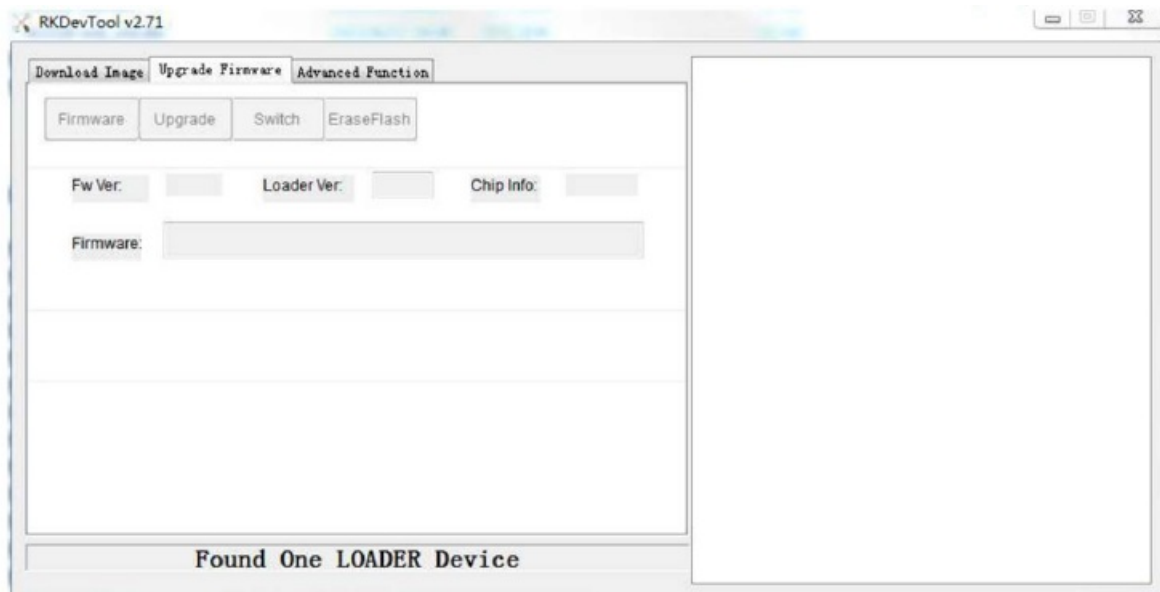 RKDevTool v2.71
Download Image Upgrade Firmware Advanced Function
Firmware Upgrade Switch EraseFlash
Fw Ver: Loader Ver: Chip Info:
Firmware:
Found One LOADER Device